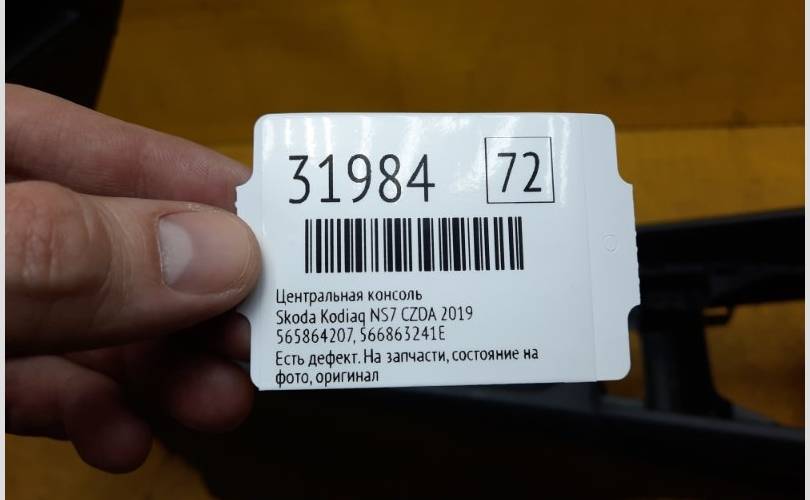 31984 72
Центральная консоль
Skoda Kodiaq NS7 CZDA 2019
565864207, 566863241E
Есть дефект. На запчасти, состояние на
фото, оригинал